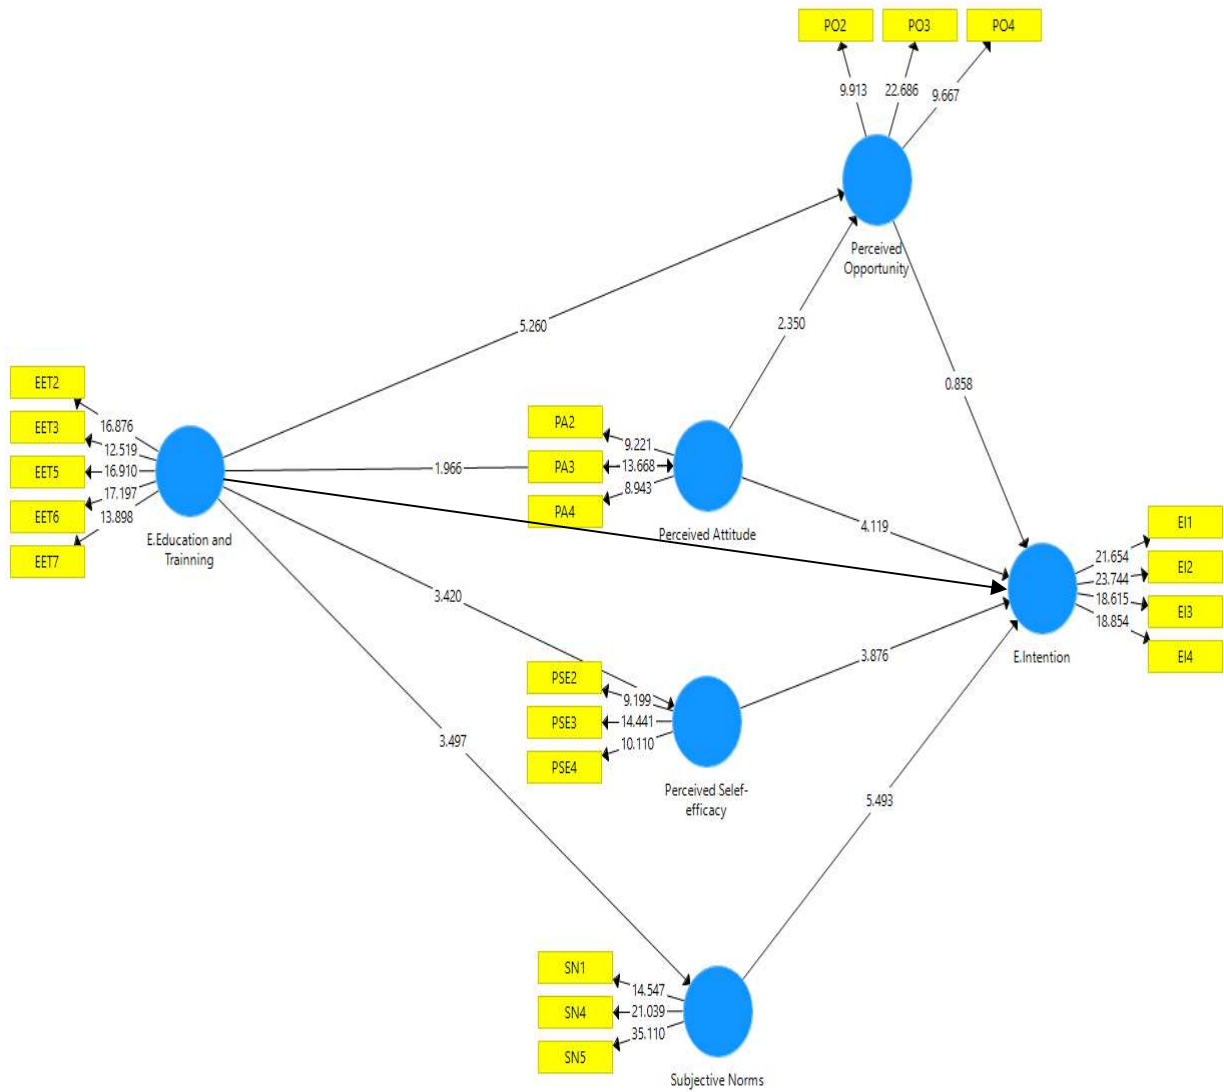 PO2
PO3
PO4
9.913
22.686
9.667
Perceived
Opportunity
5.260
2.350
0.858
EET2
EET3
EET5
EET6
EET7
16.876
12.519
16.910
17.197
13.898
E.Education and
Trainning
1.966
PA2
PA3
PA4
9.221
13.668
8.943
Perceived Attitude
4.119
EI1
EI2
EI3
EI4
21.654
23.744
18.615
18.854
E.Intention
3.420
3.876
PSE2
PSE3
PSE4
9.199
14.441
10.110
Perceived Selef-
efficacy
3.497
5.493
SN1
SN4
SN5
14.547
21.039
35.110
Subjective Norms